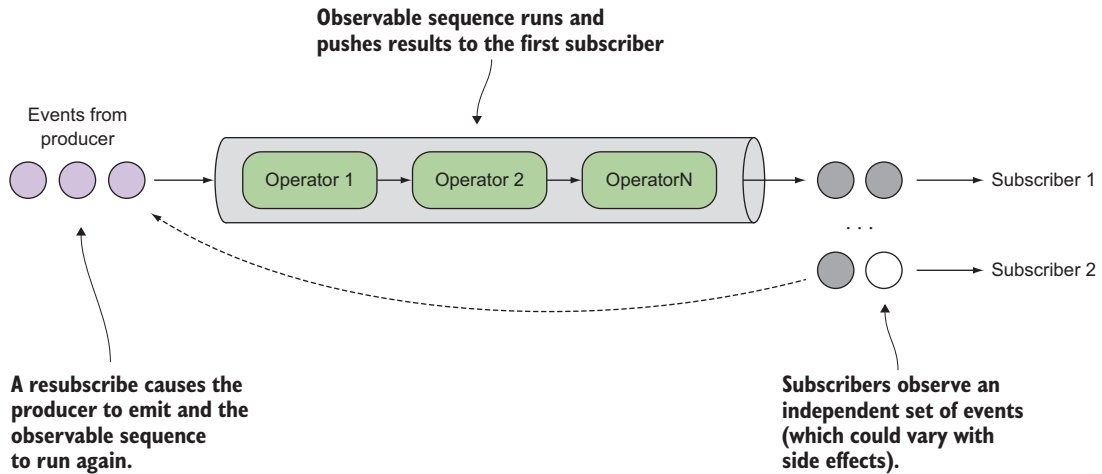 Observable sequence runs and
pushes results to the first subscriber
Events from
producer
Operator 1
Operator 2
OperatorN
Subscriber 1
. . .
Subscriber 2
A resubscribe causes the
producer to emit and the
observable sequence
to run again.
Subscribers observe an
independent set of events
(which could vary with
side effects).